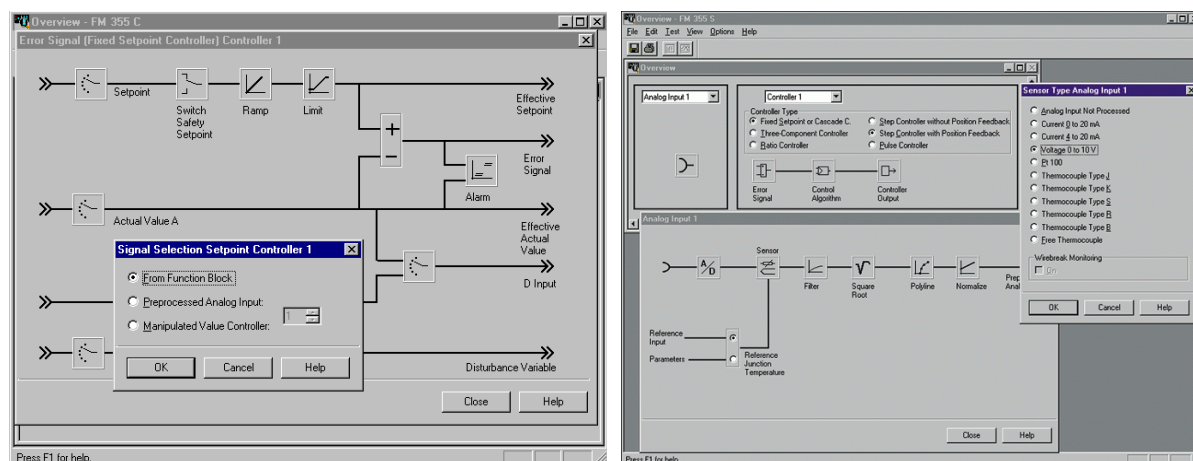 Overview - FM 355 C
Error Signal (Fixed Setpoint Controller) Controller 1
Setpoint
Switch
Safety
Setpoint
Ramp
Limit
Effective
Setpoint
+
−
Error
Signal
Alarm
Actual Value A
Effective
Actual
Value
D Input
Disturbance Variable
Signal Selection Setpoint Controller 1
From Function Block
Preprocessed Analog Input:
Manipulated Value Controller:
1
OK
Cancel
Help
Close
Help
Press F1 for help.
Overview - FM 355 S
File Edit Test View Options Help
Overview
Analog Input 1
Controller 1
Controller Type
Fixed Setpoint or Cascade C.
Three-Component Controller
Ratio Controller
Step Controller without Position Feedback
Step Controller with Position Feedback
Pulse Controller
Error
Signal
Control
Algorithm
Controller
Output
Analog Input 1
A/D
Sensor
Filter
Square
Root
Polyline
Normalize
Prep
Anal
Reference
Input
Parameters
Reference
Junction
Temperature
Close
Help
Sensor Type Analog Input 1
Analog Input Not Processed
Current 0 to 20 mA
Current 4 to 20 mA
Voltage 0 to 10 V
Pt 100
Thermocouple Type J
Thermocouple Type K
Thermocouple Type S
Thermocouple Type R
Thermocouple Type B
Free Thermocouple
Wirebreak Monitoring
On
OK
Cancel
Help
Press F1 for help.